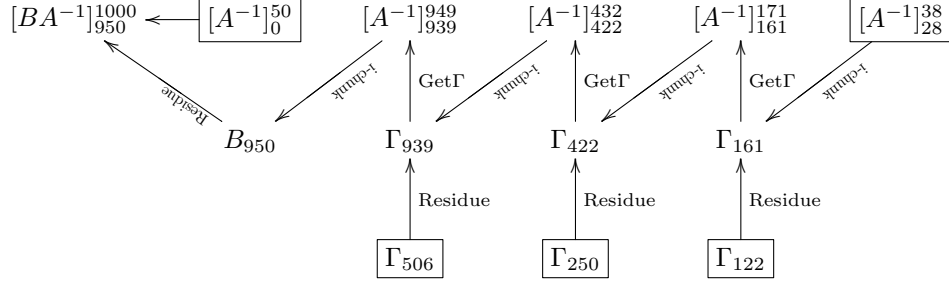 $[BA^{-1}]_{950}^{1000}$ $[A^{-1}]_{0}^{50}$ $[A^{-1}]_{939}^{949}$ $[A^{-1}]_{422}^{432}$ $[A^{-1}]_{161}^{171}$ $[A^{-1}]_{28}^{38}$
Residue i-chunk GetΓ i-chunk GetΓ i-chunk GetΓ i-chunk
$B_{950}$ $Γ_{939}$ $Γ_{422}$ $Γ_{161}$
Residue Residue Residue
$Γ_{506}$ $Γ_{250}$ $Γ_{122}$